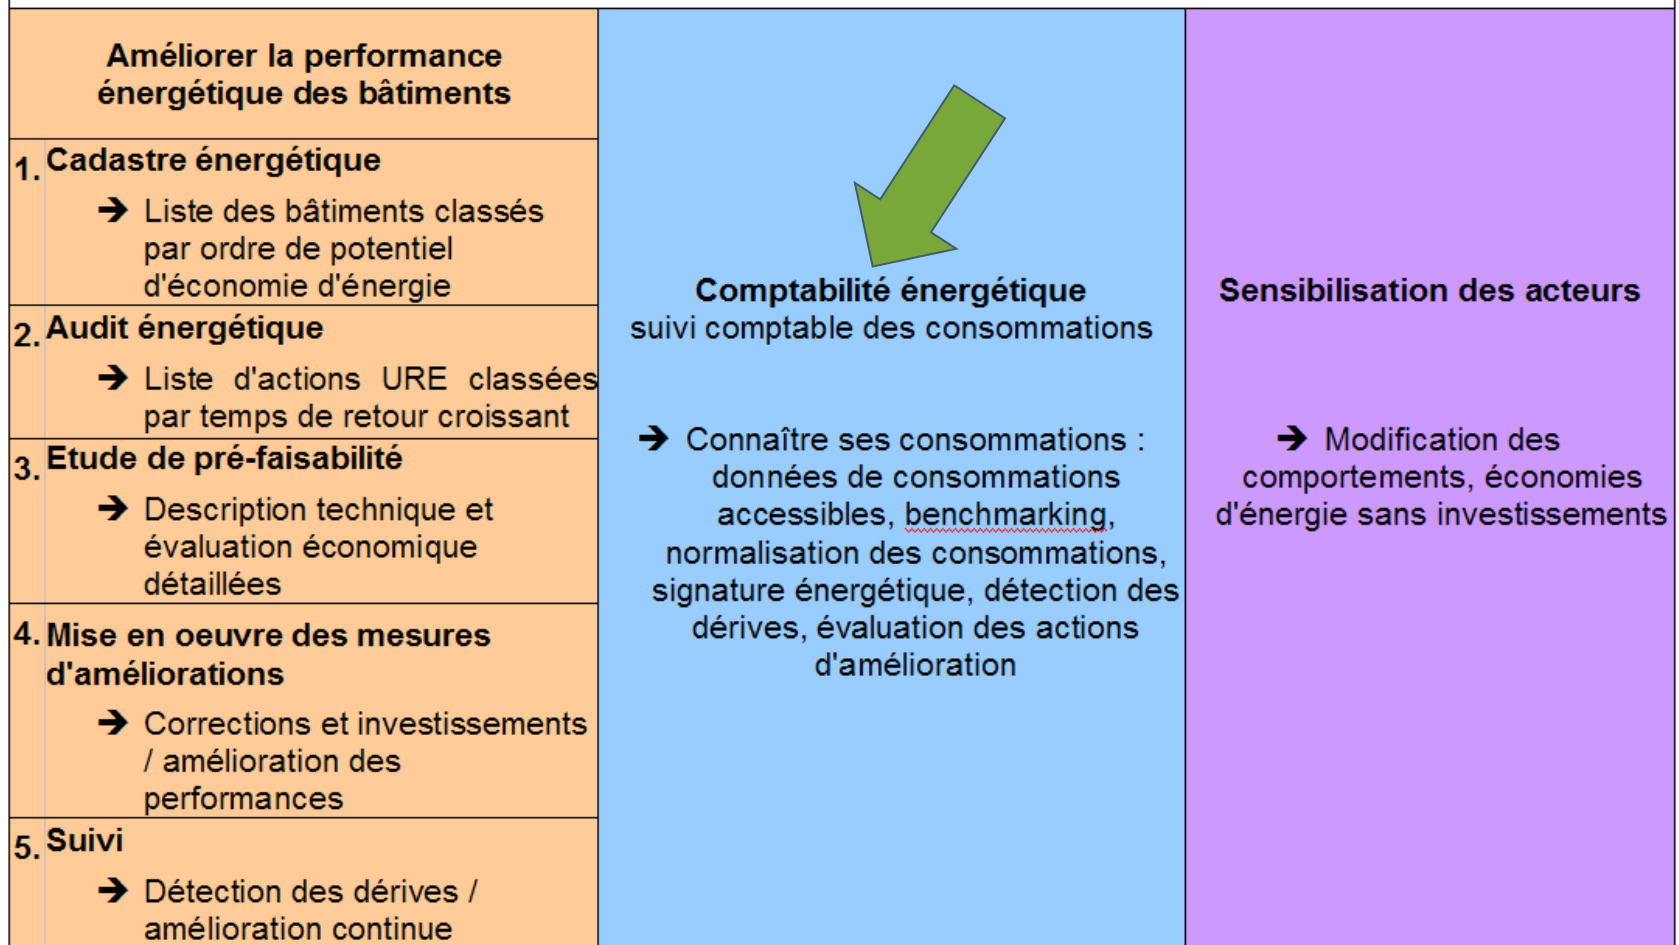 Améliorer la performance
énergétique des bâtiments
1. Cadastre énergétique
➔ Liste des bâtiments classés
par ordre de potentiel
d'économie d'énergie
2. Audit énergétique
➔ Liste d'actions URE classées
par temps de retour croissant
3. Etude de pré-faisabilité
➔ Description technique et
évaluation économique
détaillées
4. Mise en oeuvre des mesures
d'améliorations
➔ Corrections et investissements
/ amélioration des
performances
5. Suivi
➔ Détection des dérives /
amélioration continue
Comptabilité énergétique
suivi comptable des consommations
➔ Connaître ses consommations :
données de consommations
accessibles, benchmarking,
normalisation des consommations,
signature énergétique, détection des
dérives, évaluation des actions
d'amélioration
Sensibilisation des acteurs
➔ Modification des
comportements, économies
d'énergie sans investissements